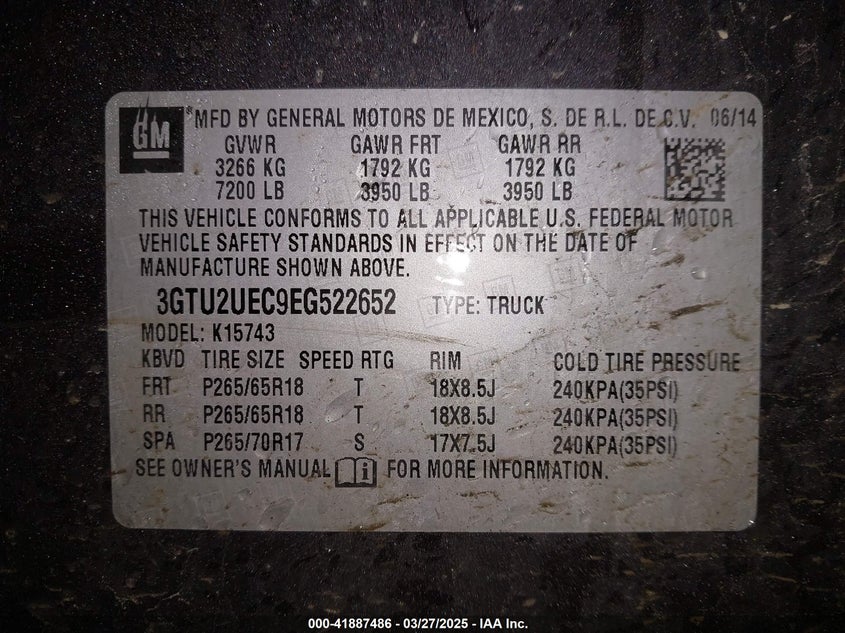 GM ® MFD BY GENERAL MOTORS DE MEXICO, S. DE R.L. DE C.V. 06/14
GVWR GAWR FRT GAWR RR
3266 KG 1792 KG 1792 KG
7200 LB 3950 LB 3950 LB
THIS VEHICLE CONFORMS TO ALL APPLICABLE U.S. FEDERAL MOTOR
VEHICLE SAFETY STANDARDS IN EFFECT ON THE DATE OF
MANUFACTURE SHOWN ABOVE.
3GTU2UEC9EG522652 TYPE: TRUCK
MODEL: K15743
KBVD TIRE SIZE SPEED RTG RIM COLD TIRE PRESSURE
FRT P265/65R18 T 18X8.5J 240KPA(35PSI)
RR P265/65R18 T 18X8.5J 240KPA(35PSI)
SPA P265/70R17 S 17X7.5J 240KPA(35PSI)
SEE OWNER'S MANUAL i FOR MORE INFORMATION.
000-41887486 - 03/27/2025 - IAA Inc.